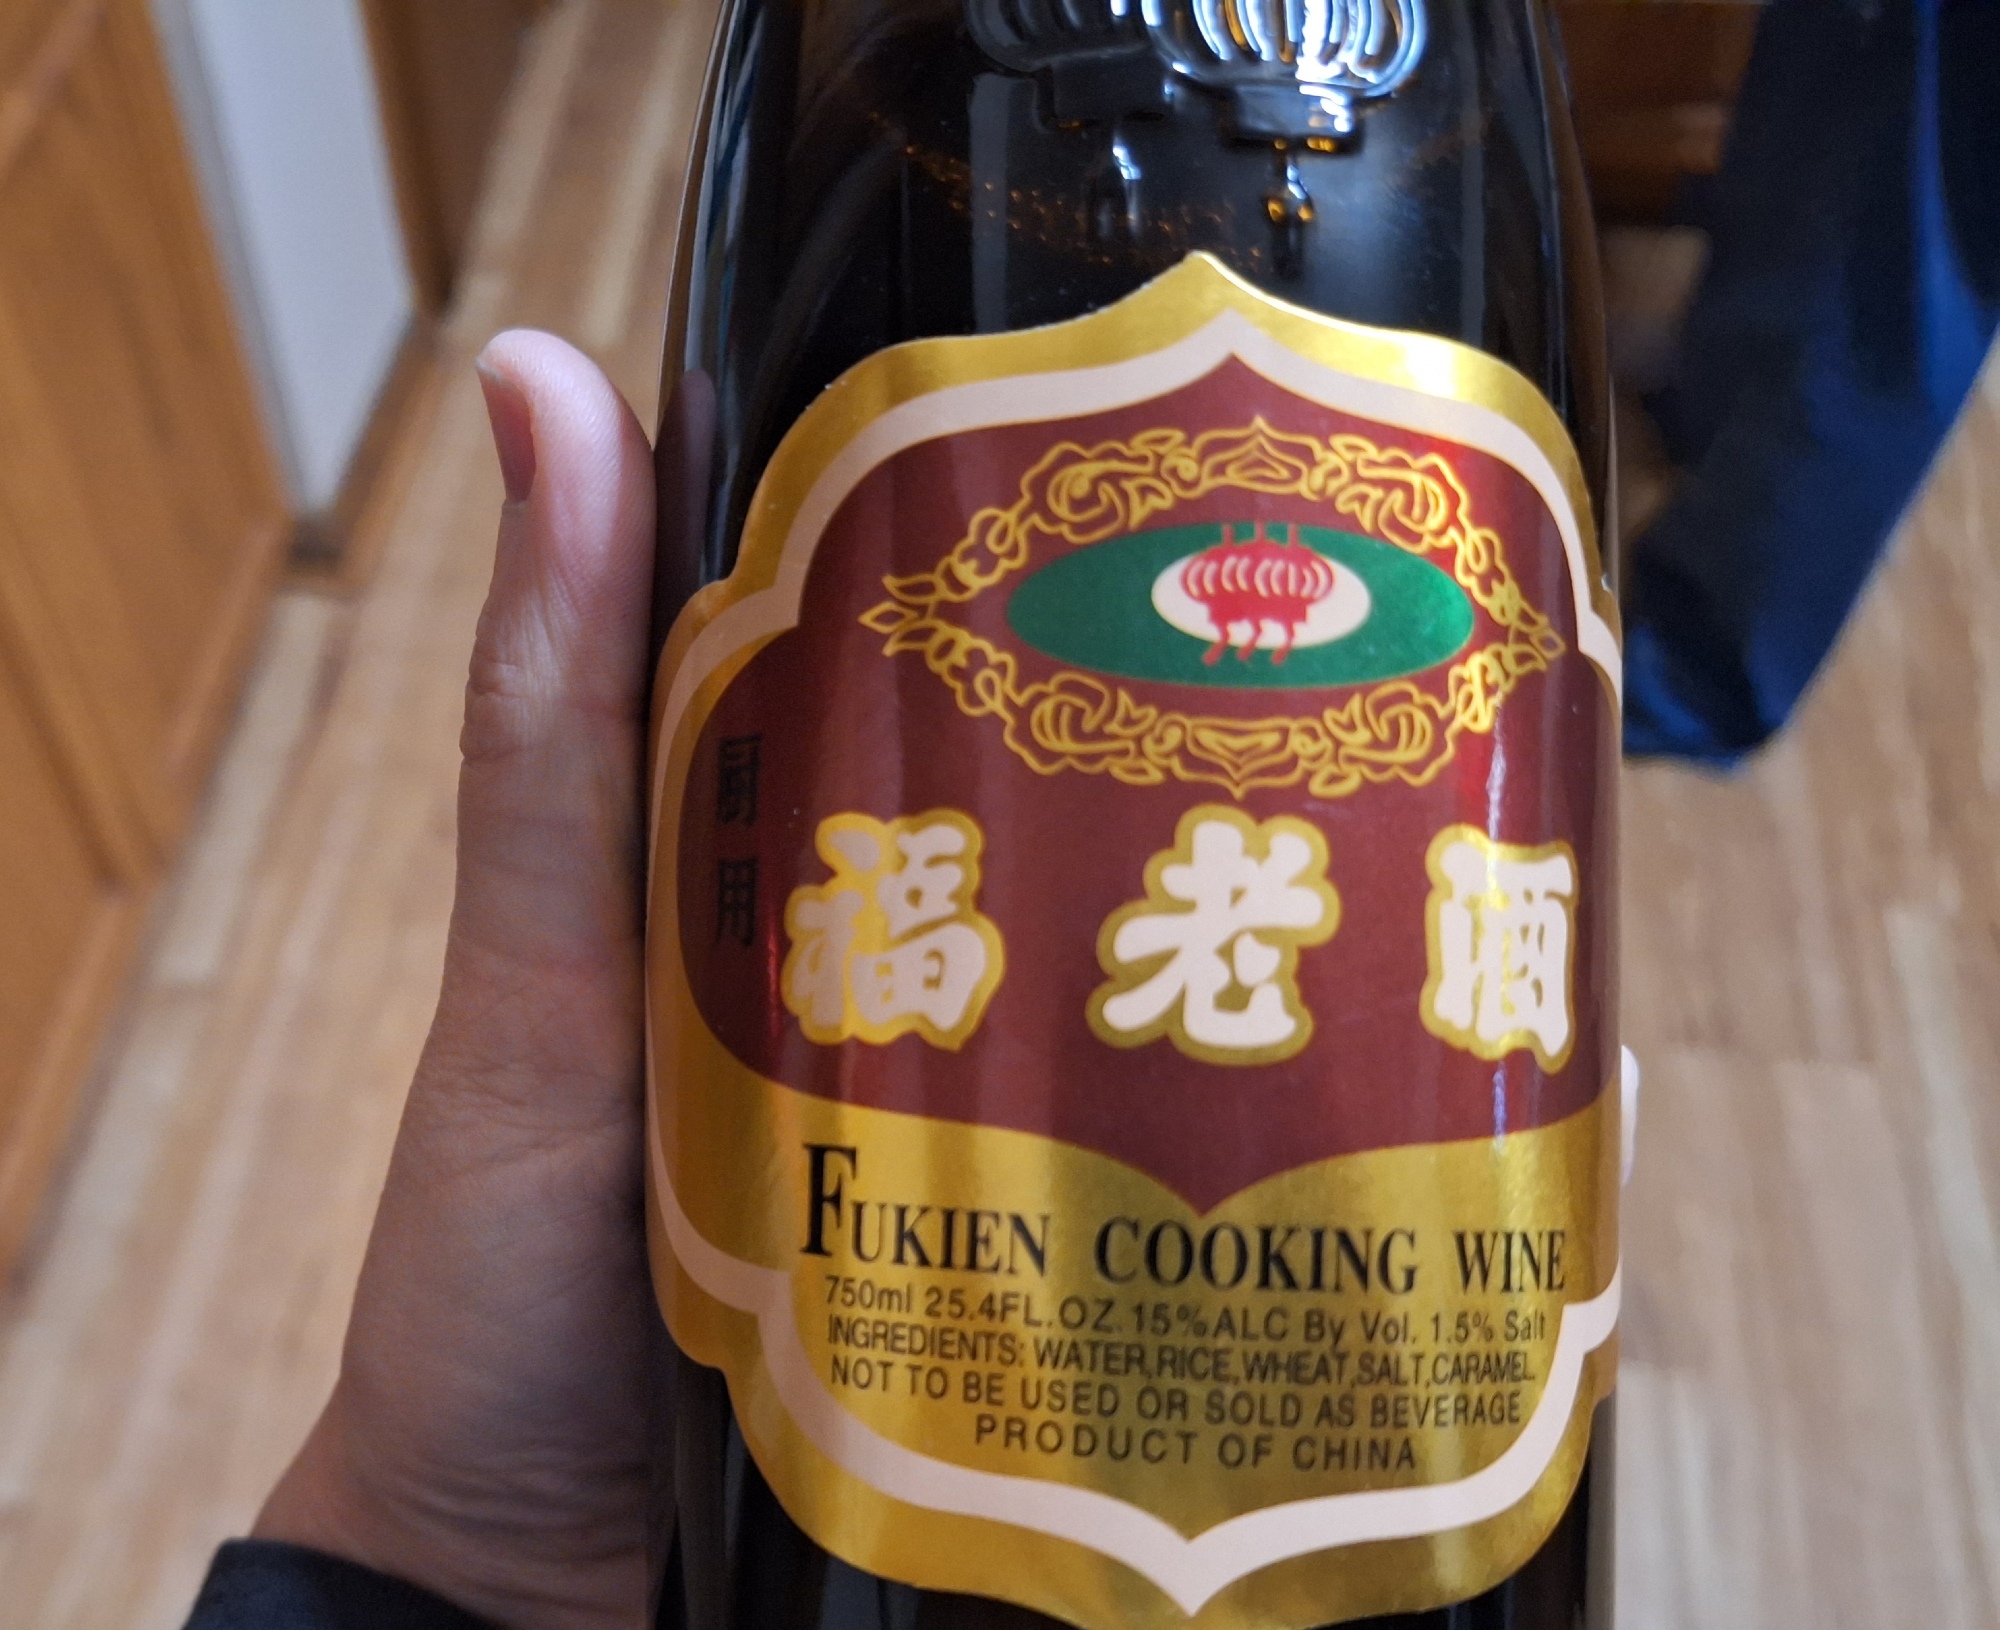 厨用
福老酒
FUKIEN COOKING WINE
750ml 25.4FL.OZ.15%ALC By Vol. 1.5% Salt
INGREDIENTS: WATER,RICE,WHEAT,SALT,CARAMEL
NOT TO BE USED OR SOLD AS BEVERAGE
PRODUCT OF CHINA